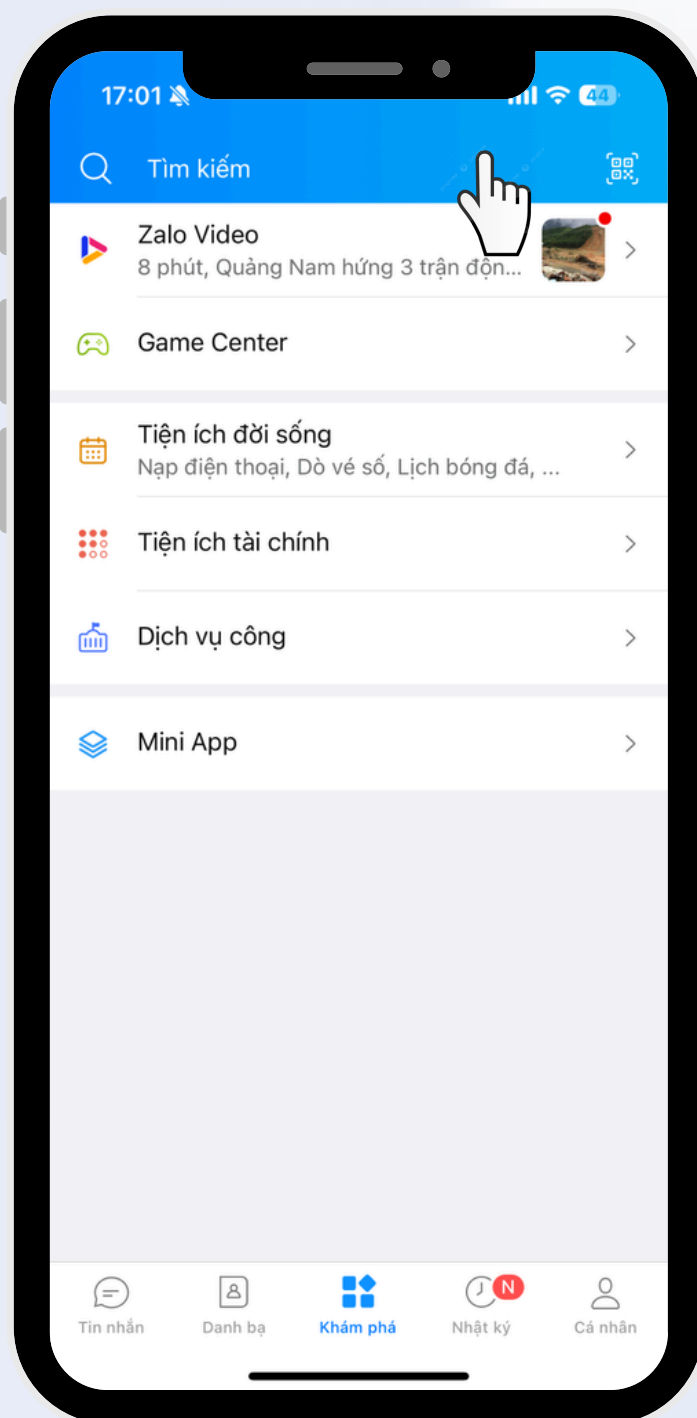 17:01
44
Tìm kiếm
Zalo Video
8 phút, Quảng Nam hứng 3 trận độn...
Game Center
Tiện ích đời sống
Nạp điện thoại, Dò vé số, Lịch bóng đá, ...
Tiện ích tài chính
Dịch vụ công
Mini App
N
Tin nhắn
Danh bạ
Khám phá
Nhật ký
Cá nhân